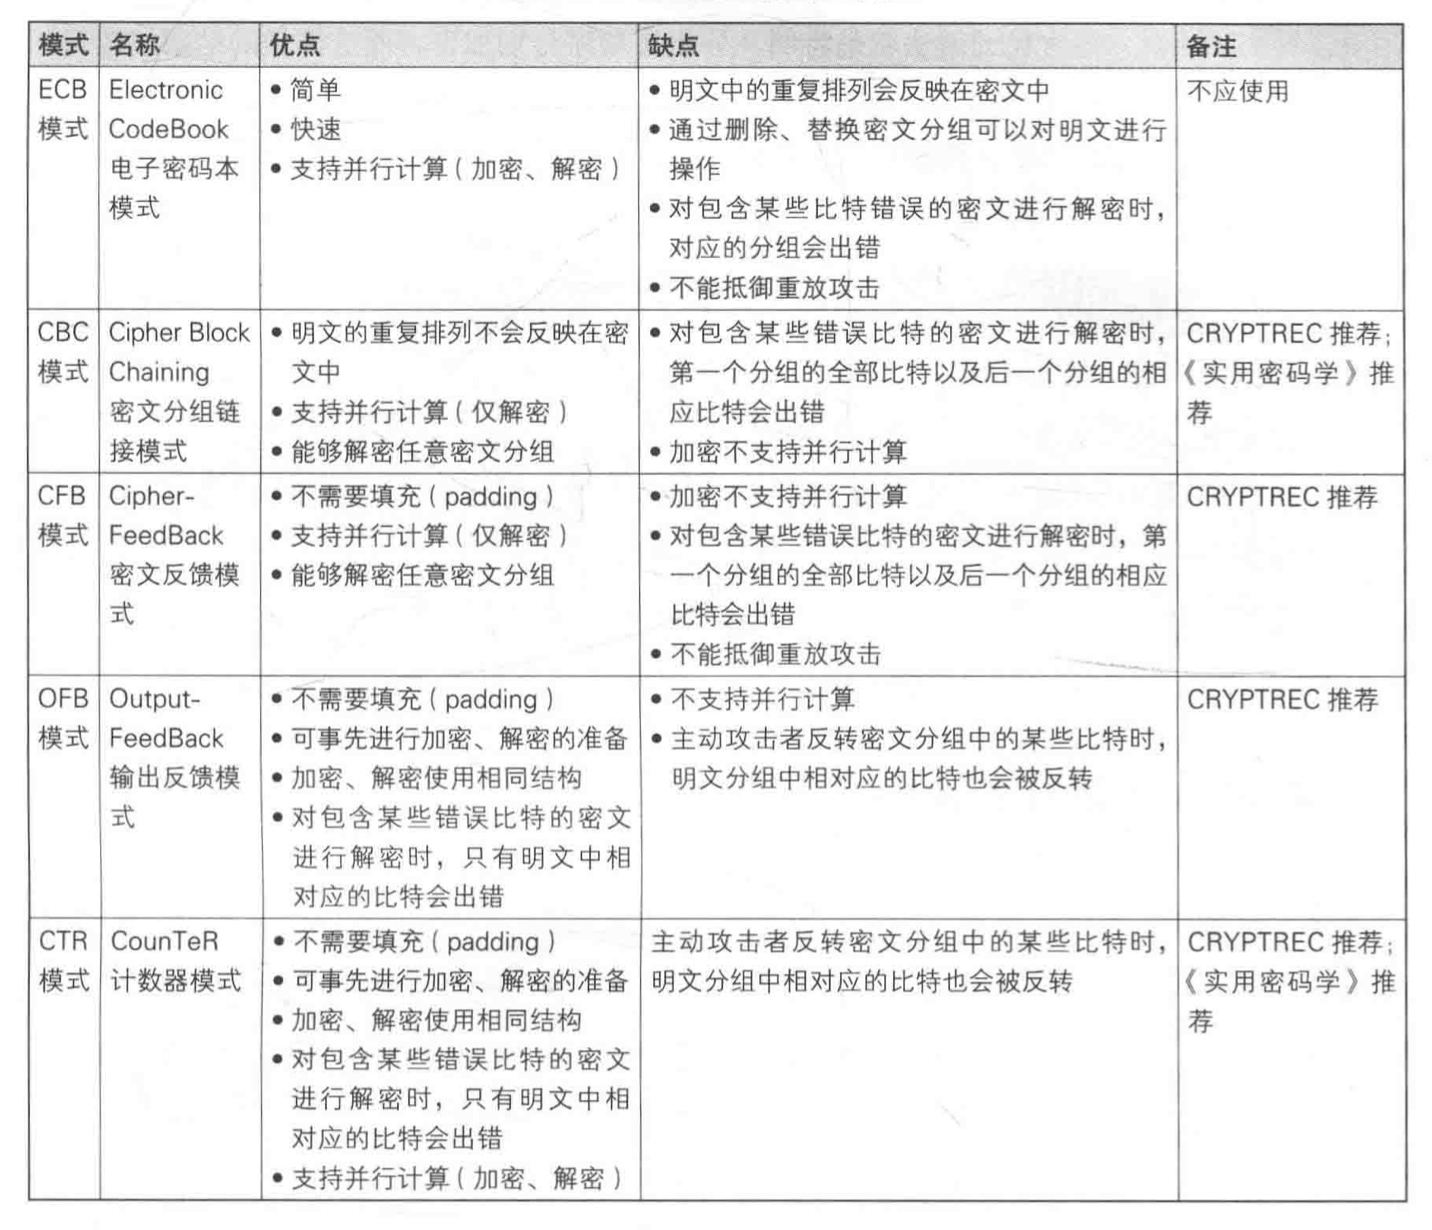 模式 名称 优点 缺点 备注
ECB模式
Electronic
CodeBook
电子密码本
模式
• 简单
• 快速
• 支持并行计算（加密、解密）
• 明文中的重复排列会反映在密文中
• 通过删除、替换密文分组可以对明文进行
操作
• 对包含某些比特错误的密文进行解密时，
对应的分组会出错
• 不能抵御重放攻击
不应使用
CBC
模式
Cipher Block
Chaining
密文分组链
接模式
• 明文的重复排列不会反映在密
文中
• 支持并行计算（仅解密）
• 能够解密任意密文分组
• 对包含某些错误比特的密文进行解密时，
第一个分组的全部比特以及后一个分组的相
应比特会出错
• 加密不支持并行计算
CRYPTREC 推荐；
《实用密码学》推
荐
CFB
模式
Cipher-
FeedBack
密文反馈模
式
• 不需要填充（padding）
• 支持并行计算（仅解密）
• 能够解密任意密文分组
• 加密不支持并行计算
• 对包含某些错误比特的密文进行解密时，第
一个分组的全部比特以及后一个分组的相应
比特会出错
• 不能抵御重放攻击
CRYPTREC 推荐
OFB
模式
Output-
FeedBack
输出反馈模
式
• 不需要填充（padding）
• 可事先进行加密、解密的准备
• 加密、解密使用相同结构
• 对包含某些错误比特的密文
进行解密时，只有明文中相
对应的比特会出错
• 不支持并行计算
• 主动攻击者反转密文分组中的某些比特时，
明文分组中相对应的比特也会被反转
CRYPTREC 推荐
CTR
模式
CounTeR
计数器模式
• 不需要填充（padding）
• 可事先进行加密、解密的准备
• 加密、解密使用相同结构
• 对包含某些错误比特的密文
进行解密时，只有明文中相
对应的比特会出错
• 支持并行计算（加密、解密）
主动攻击者反转密文分组中的某些比特时，
明文分组中相对应的比特也会被反转
CRYPTREC 推荐；
《实用密码学》推
荐